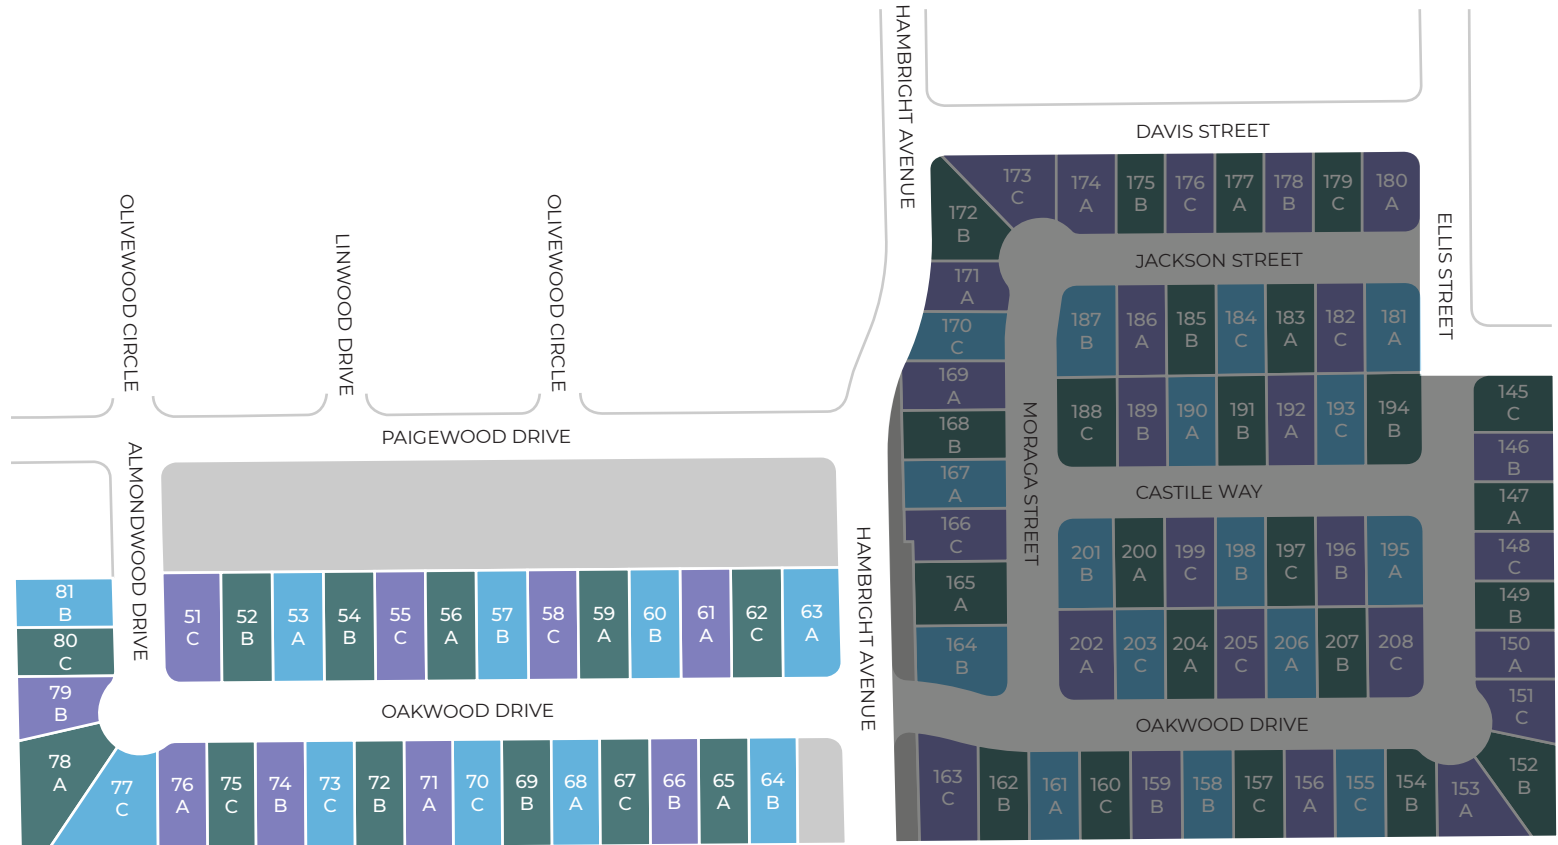 HAMBRIGHT AVENUE
DAVIS STREET
173
C
174
A
175
B
176
C
177
A
178
B
179
C
180
A
172
B
OLIVEWOOD CIRCLE
LINWOOD DRIVE
OLIVEWOOD CIRCLE
ELLIS STREET
JACKSON STREET
171
A
170
C
187
B
186
A
185
B
184
C
183
A
182
C
181
A
169
A
168
B
188
C
189
B
190
A
191
B
192
A
193
C
194
B
145
C
PAIGEWOOD DRIVE
MORAGA STREET
146
B
167
A
CASTILE WAY
147
A
ALMONDWOOD DRIVE
166
C
201
B
200
A
199
C
198
B
197
C
196
B
195
A
148
C
HAMBRIGHT AVENUE
165
A
149
B
81
B
80
C
51
C
52
B
53
A
54
B
55
C
56
A
57
B
58
C
59
A
60
B
61
A
62
C
63
A
164
B
202
A
203
C
204
A
205
C
206
A
207
B
208
C
150
A
79
B
151
C
OAKWOOD DRIVE
OAKWOOD DRIVE
78
A
77
C
76
A
75
C
74
B
73
C
72
B
71
A
70
C
69
B
68
A
67
C
66
B
65
A
64
B
163
C
162
B
161
A
160
C
159
B
158
B
157
C
156
A
155
C
154
B
153
A
152
B